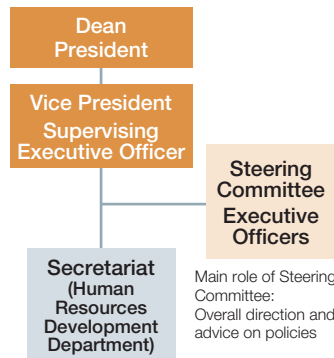 Dean
President
Vice President
Supervising
Executive Officer
Steering
Committee
Executive
Officers
Secretariat
(Human
Resources
Development
Department)
Main role of Steering
Committee:
Overall direction and
advice on policies